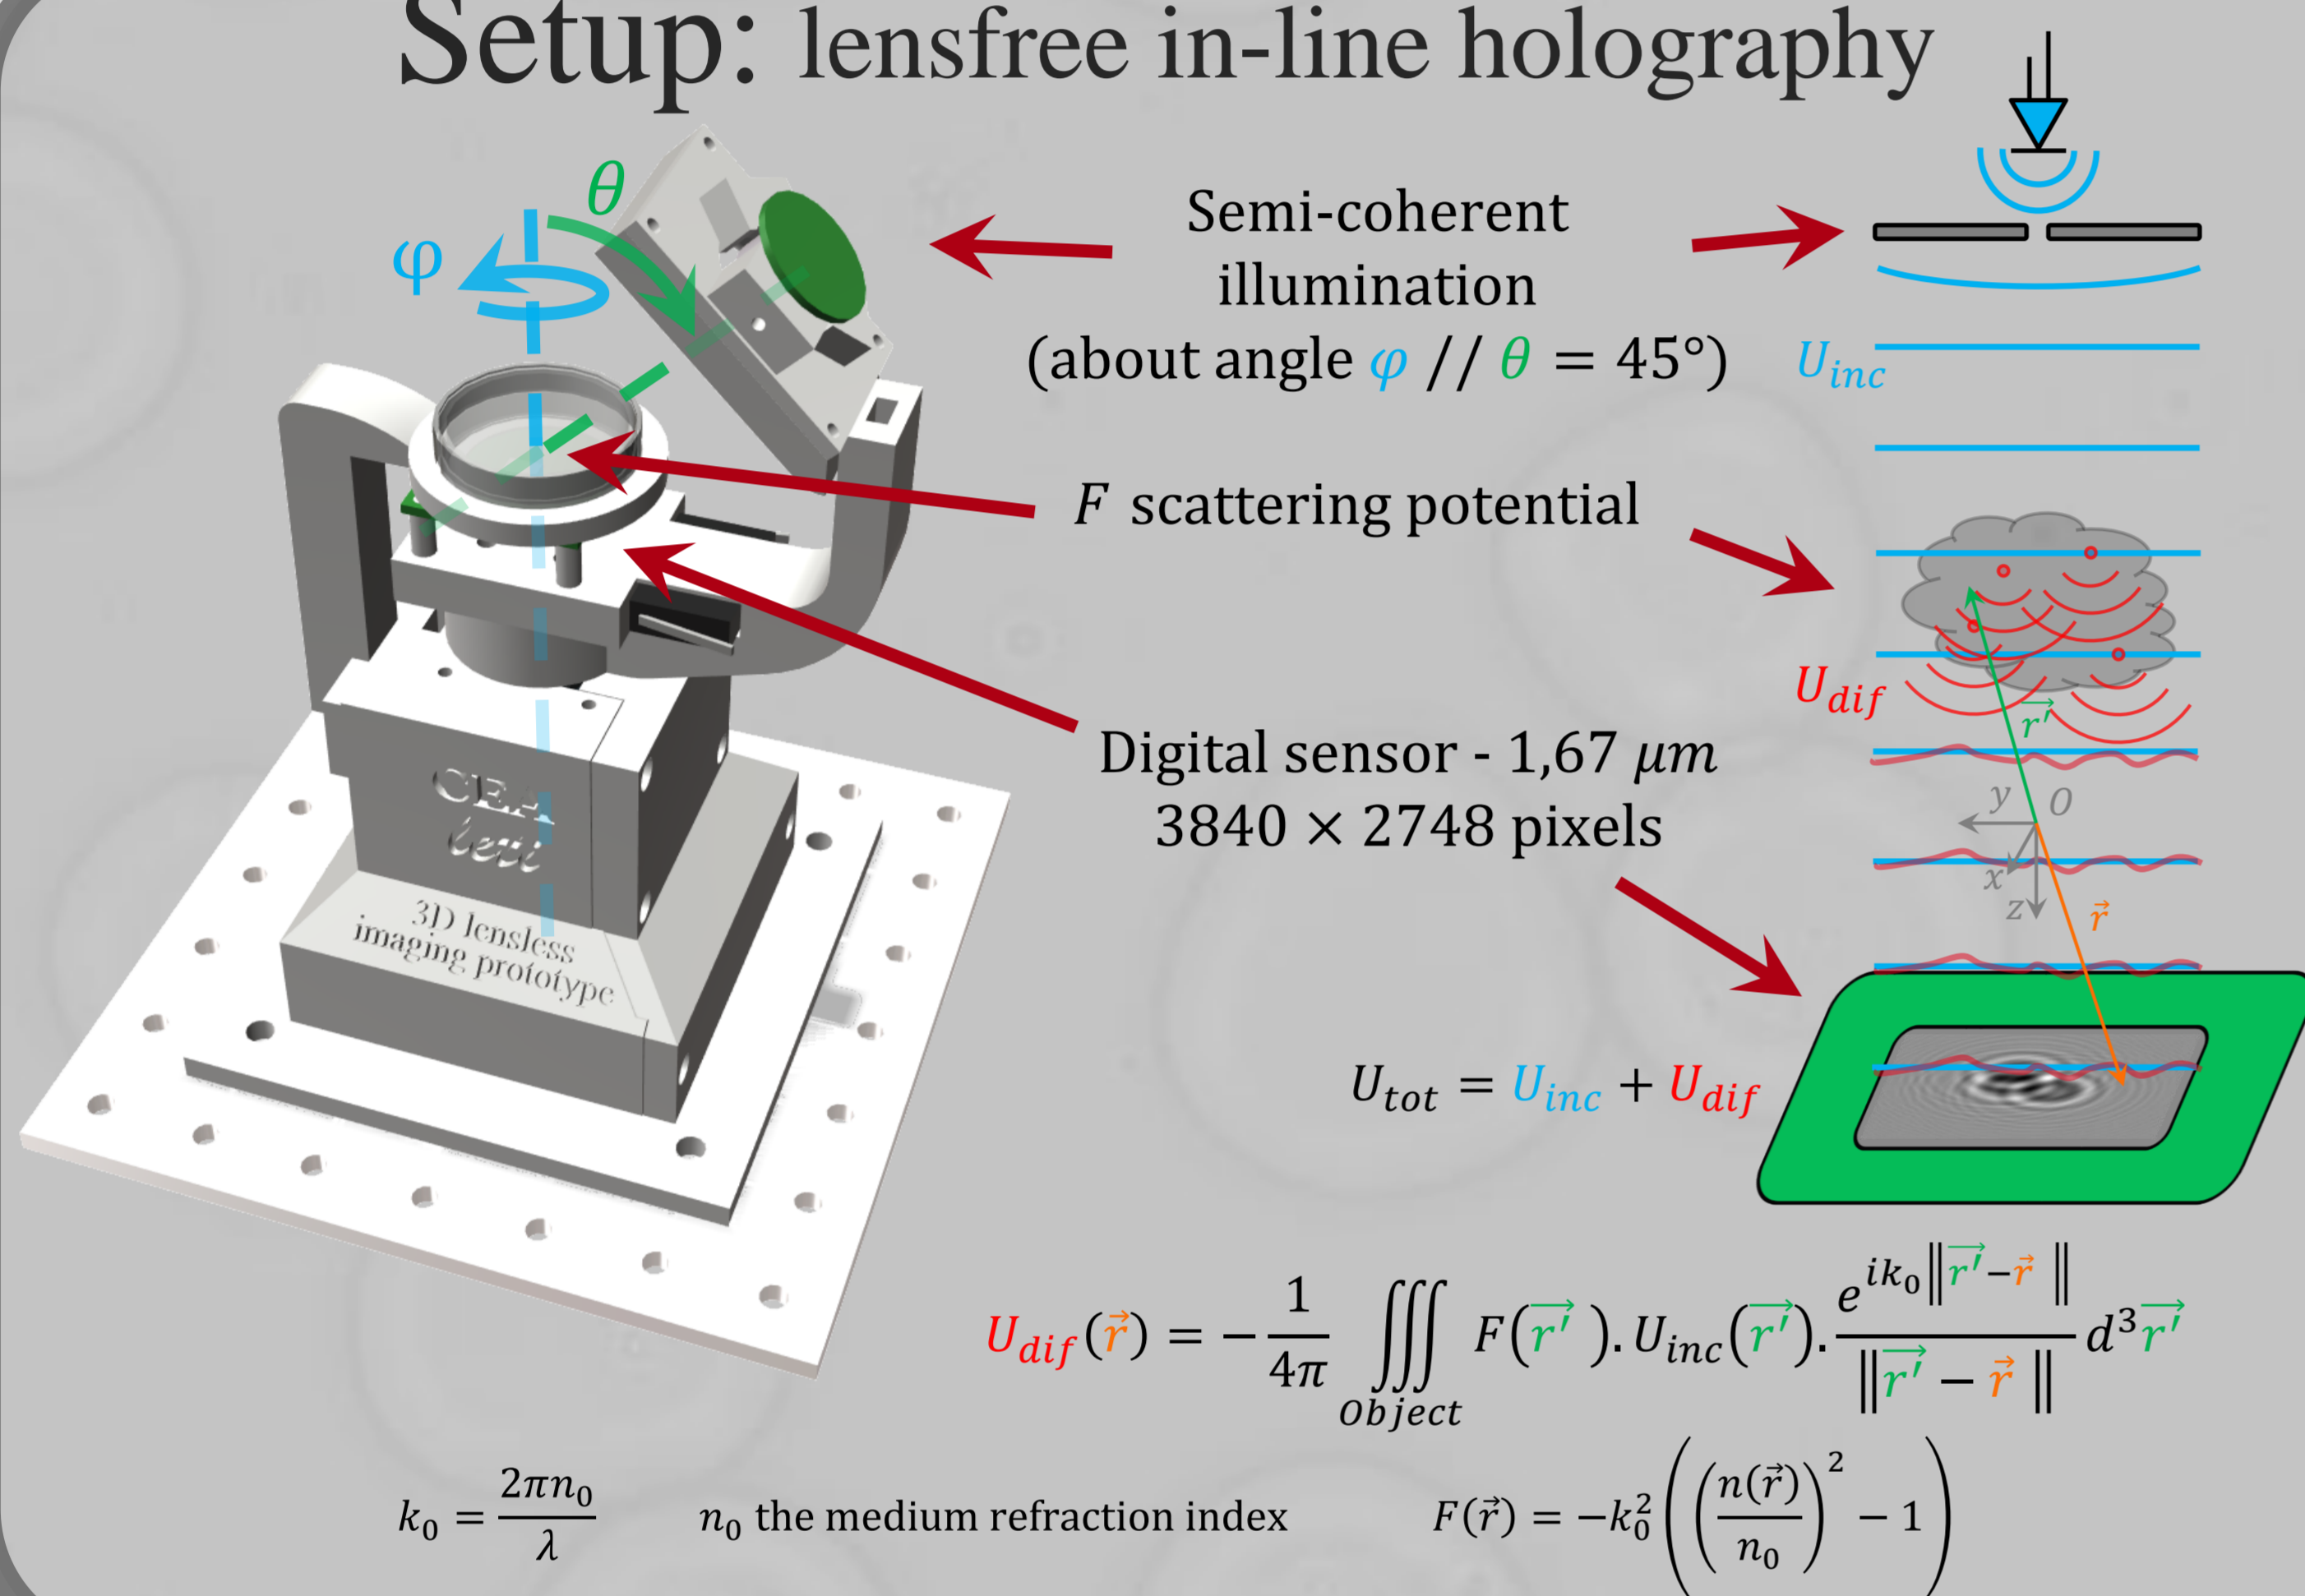 Setup: lensfree in-line holography
θ
φ
Semi-coherent
illumination
(about angle φ // θ = 45°)
U_inc
F scattering potential
U_dif
r⃗′
Digital sensor - 1,67 μm
3840 × 2748 pixels
y O
x
z
r⃗
CEA
leti
3D lensless
imaging prototype
U_tot = U_inc + U_dif
U_dif(r⃗) = − 1/4π ∭_Object F(r⃗′).U_inc(r⃗′). e^{ik₀‖r⃗′−r⃗‖} / ‖r⃗′ − r⃗‖ d³r⃗′
k₀ = 2πn₀/λ n₀ the medium refraction index F(r⃗) = −k₀²((n(r⃗)/n₀)² − 1)